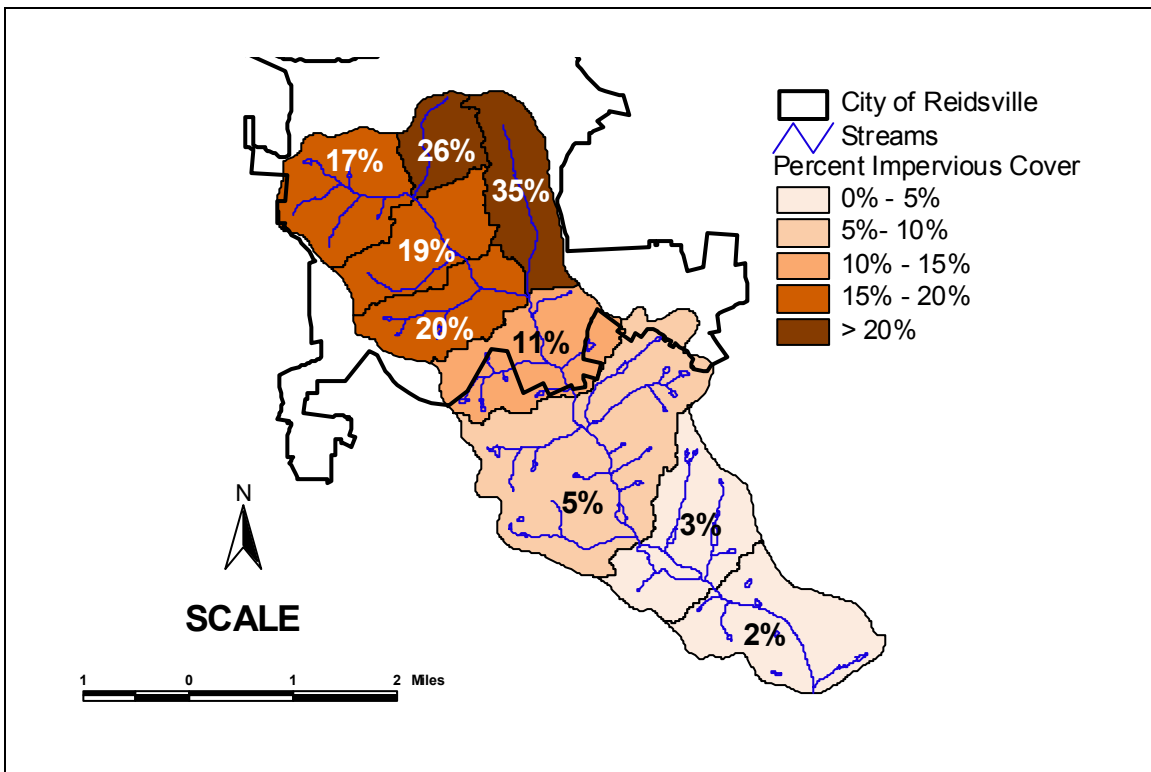 City of Reidsville
Streams
Percent Impervious Cover
0% - 5%
5%- 10%
10% - 15%
15% - 20%
> 20%
17%
26%
35%
19%
20%
11%
5%
3%
2%
N
SCALE
1 0 1 2 Miles